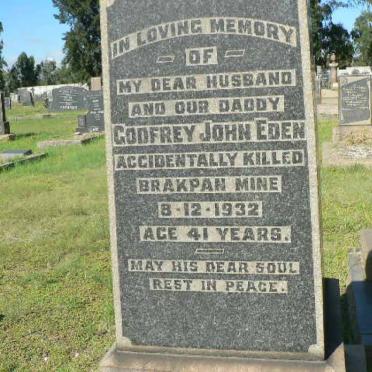 IN LOVING MEMORY
OF
MY DEAR HUSBAND
AND OUR DADDY
GODFREY JOHN EDEN
ACCIDENTALLY KILLED
BRAKPAN MINE
8-12-1932
AGE 41 YEARS.
MAY HIS DEAR SOUL
REST IN PEACE.